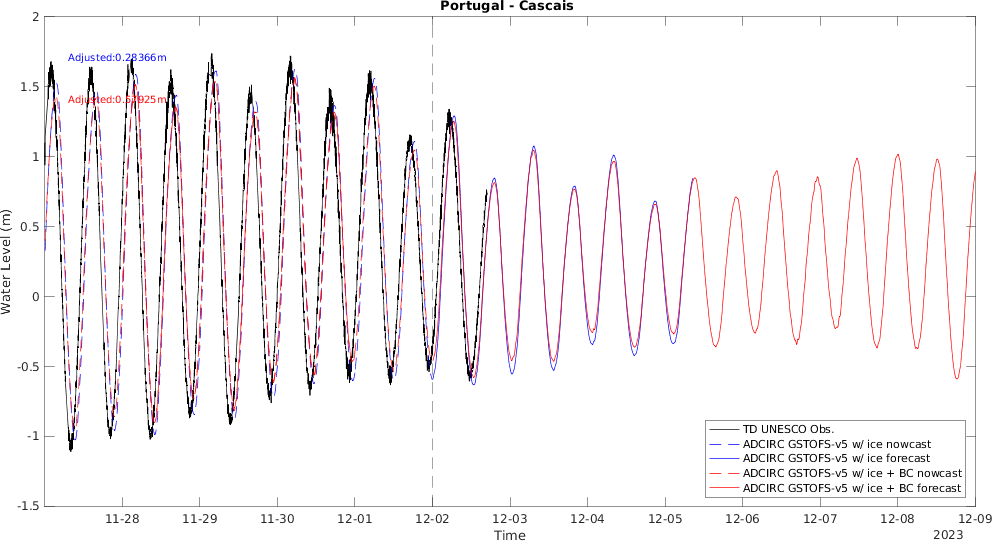 Portugal - Cascais
2
1.5
1
0.5
0
-0.5
-1
-1.5
Water Level (m)
Adjusted:0.28366m
11-28
11-29
11-30
12-01
12-02
12-03
12-04
12-05
12-06
12-07
12-08
12-09
Time
2023
TD UNESCO Obs.
ADCIRC GSTOFS-v5 w/ ice nowcast
ADCIRC GSTOFS-v5 w/ ice forecast
ADCIRC GSTOFS-v5 w/ ice + BC nowcast
ADCIRC GSTOFS-v5 w/ ice + BC forecast